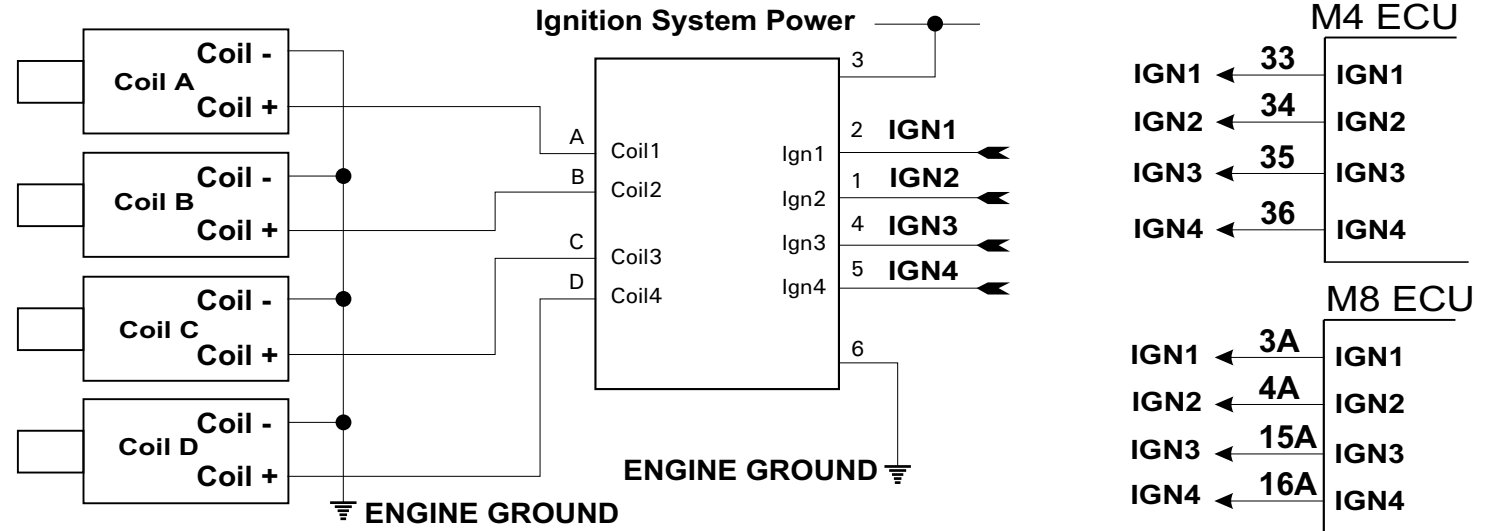 Ignition System Power
Coil -
Coil A
Coil +
Coil -
Coil B
Coil +
Coil -
Coil C
Coil +
Coil -
Coil D
Coil +
ENGINE GROUND
A
B
C
D
Coil1
Coil2
Coil3
Coil4
Ign1
Ign2
Ign3
Ign4
3
2 IGN1
1 IGN2
4 IGN3
5 IGN4
6
ENGINE GROUND
M4 ECU
IGN1 33 IGN1
IGN2 34 IGN2
IGN3 35 IGN3
IGN4 36 IGN4
M8 ECU
IGN1 3A IGN1
IGN2 4A IGN2
IGN3 15A IGN3
IGN4 16A IGN4